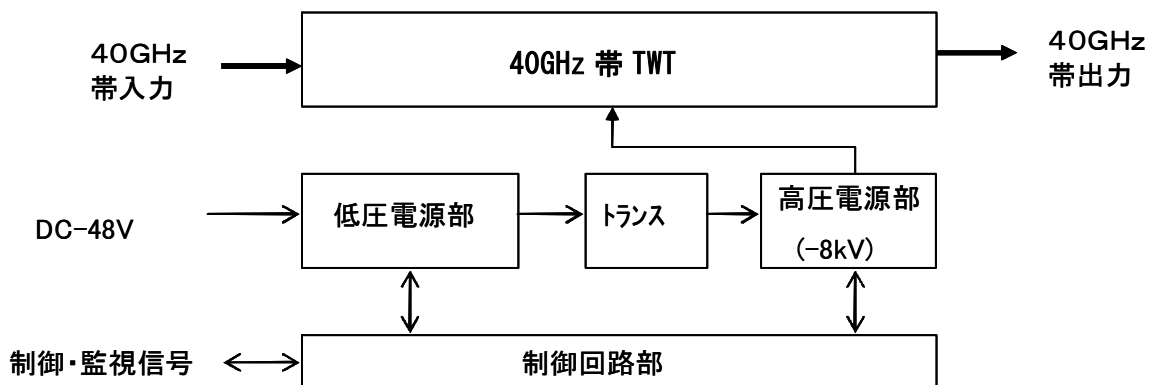 40GHz
帯入力
40GHz 帯 TWT
40GHz
帯出力
DC-48V
低圧電源部
トランス
高圧電源部
(-8kV)
制御・監視信号
制御回路部